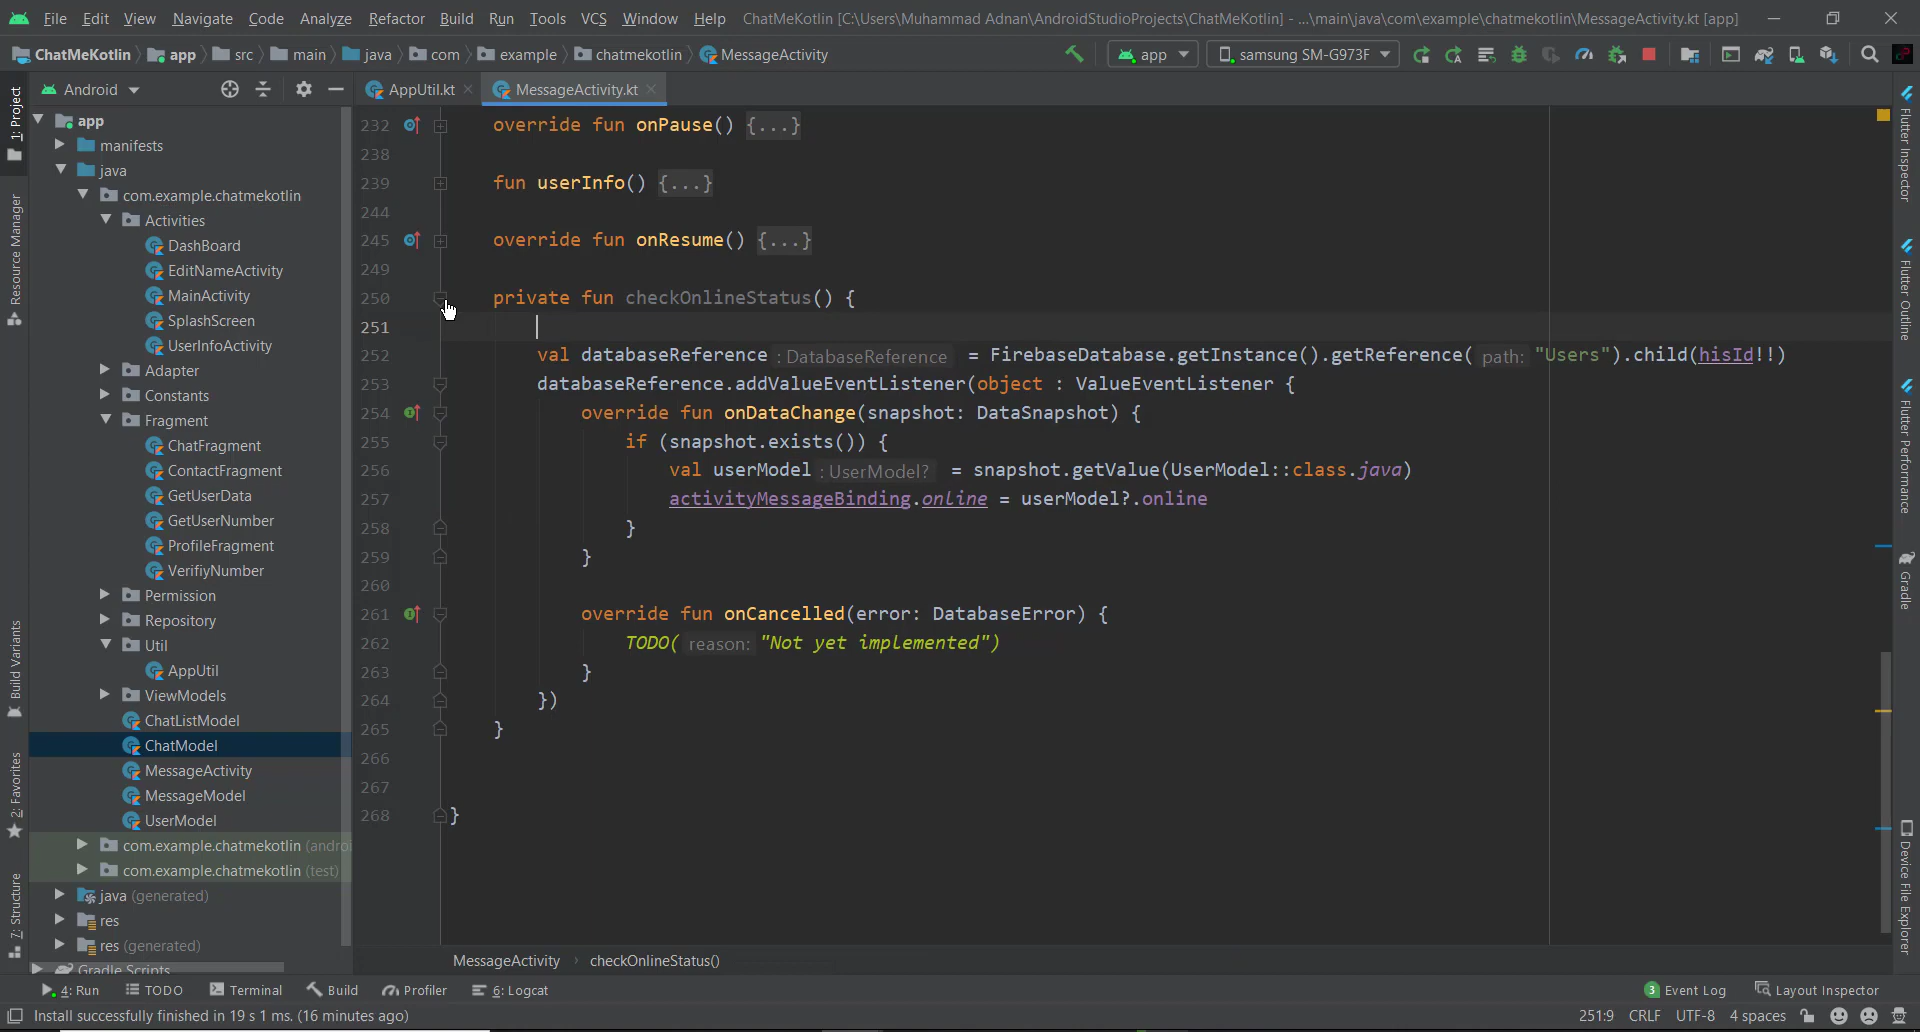 File Edit View Navigate Code Analyze Refactor Build Run Tools VCS Window Help ChatMeKotlin [C:\Users\Muhammad Adnan\AndroidStudioProjects\ChatMeKotlin] - ...\main\java\com\example\chatmekotlin\MessageActivity.kt [app]
ChatMeKotlin app src main java com example chatmekotlin MessageActivity app samsung SM-G973F
Android AppUtil.kt MessageActivity.kt
1: Project
Resource Manager
Build Variants
2: Favorites
7: Structure
app
manifests
java
com.example.chatmekotlin
Activities
DashBoard
EditNameActivity
MainActivity
SplashScreen
UserInfoActivity
Adapter
Constants
Fragment
ChatFragment
ContactFragment
GetUserData
GetUserNumber
ProfileFragment
VerifiyNumber
Permission
Repository
Util
AppUtil
ViewModels
ChatListModel
ChatModel
MessageActivity
MessageModel
UserModel
com.example.chatmekotlin (andro
com.example.chatmekotlin (test)
java (generated)
res
res (generated)
Gradle Scripts
232 override fun onPause() {...}
238
239 fun userInfo() {...}
244
245 override fun onResume() {...}
249
250 private fun checkOnlineStatus() {
251
252 val databaseReference : DatabaseReference = FirebaseDatabase.getInstance().getReference( path: "Users").child(hisId!!)
253 databaseReference.addValueEventListener(object : ValueEventListener {
254 override fun onDataChange(snapshot: DataSnapshot) {
255 if (snapshot.exists()) {
256 val userModel : UserModel? = snapshot.getValue(UserModel::class.java)
257 activityMessageBinding.online = userModel?.online
258 }
259 }
260
261 override fun onCancelled(error: DatabaseError) {
262 TODO( reason: "Not yet implemented")
263 }
264 })
265 }
266
267
268 }
Flutter Inspector
Flutter Outline
Flutter Performance
Gradle
Device File Explorer
MessageActivity checkOnlineStatus()
4: Run TODO Terminal Build Profiler 6: Logcat 3 Event Log Layout Inspector
Install successfully finished in 19 s 1 ms. (16 minutes ago) 251:9 CRLF UTF-8 4 spaces